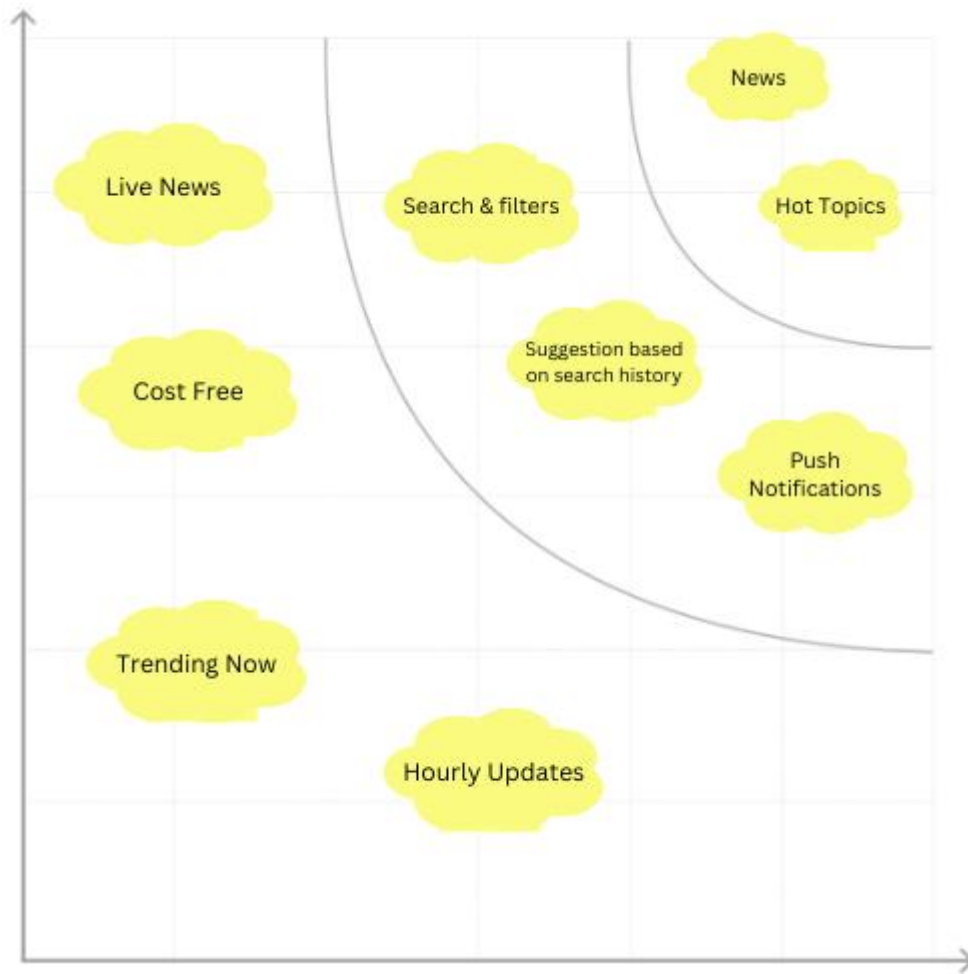 News
Live News
Search & filters
Hot Topics
Suggestion based
on search history
Cost Free
Push
Notifications
Trending Now
Hourly Updates